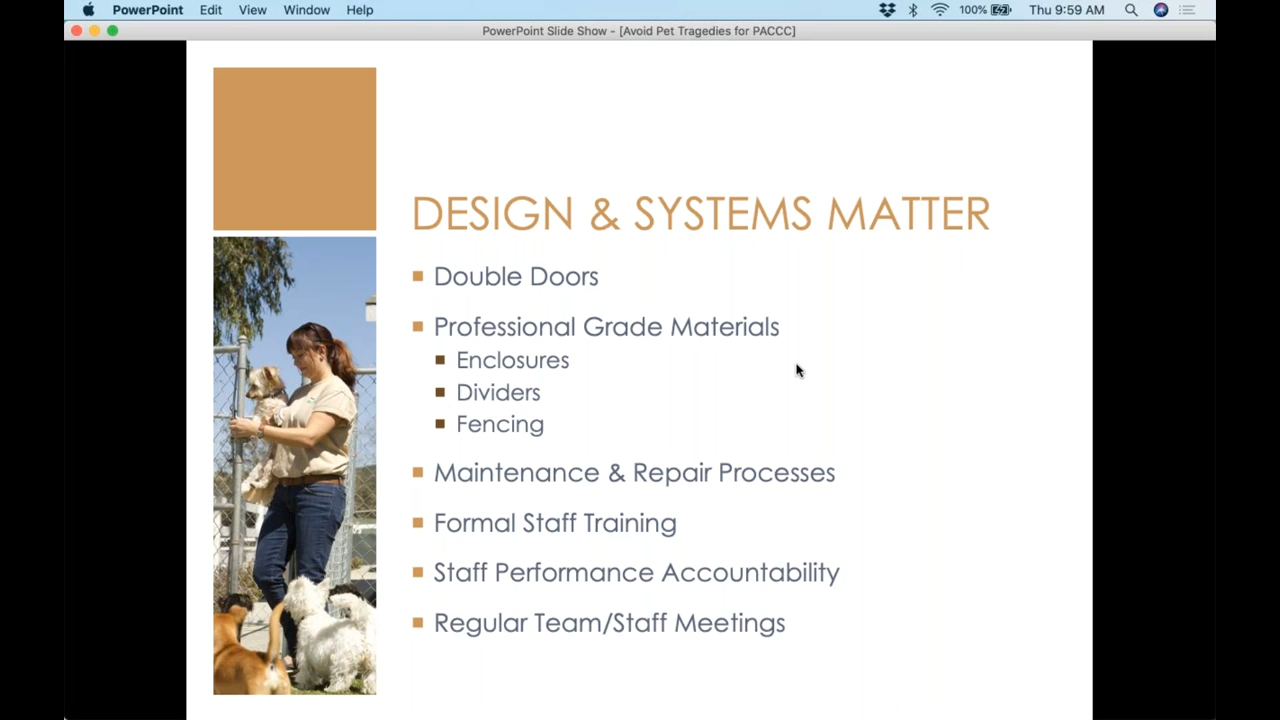 PowerPoint Edit View Window Help 100% Thu 9:59 AM
PowerPoint Slide Show - [Avoid Pet Tragedies for PACCC]
DESIGN & SYSTEMS MATTER
Double Doors
Professional Grade Materials
Enclosures
Dividers
Fencing
Maintenance & Repair Processes
Formal Staff Training
Staff Performance Accountability
Regular Team/Staff Meetings